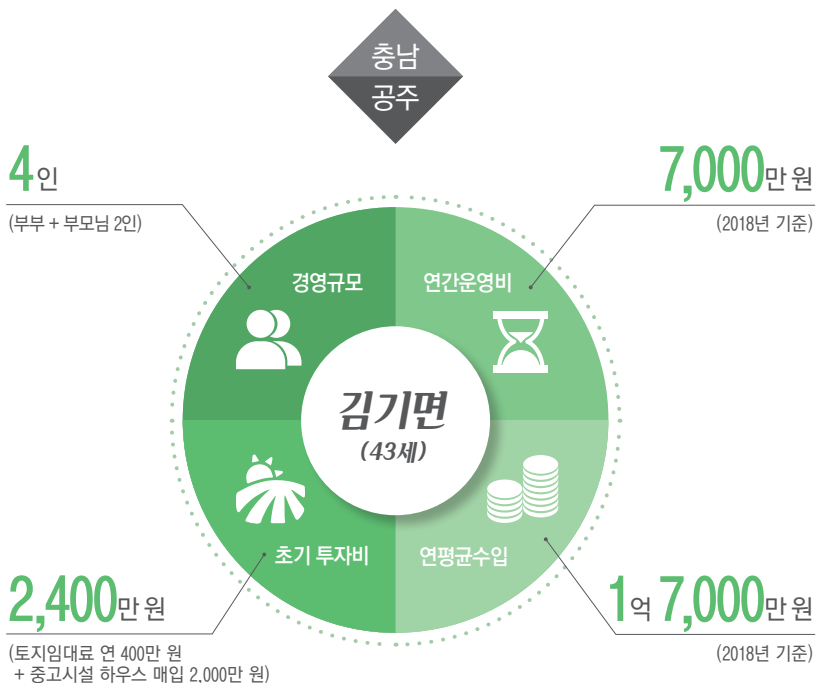 충남
공주
4인
(부부 + 부모님 2인)
7,000만 원
(2018년 기준)
경영규모
연간운영비
김기면
(43세)
초기 투자비
연평균수입
2,400만 원
(토지임대료 연 400만 원
+ 중고시설 하우스 매입 2,000만 원)
1억 7,000만 원
(2018년 기준)